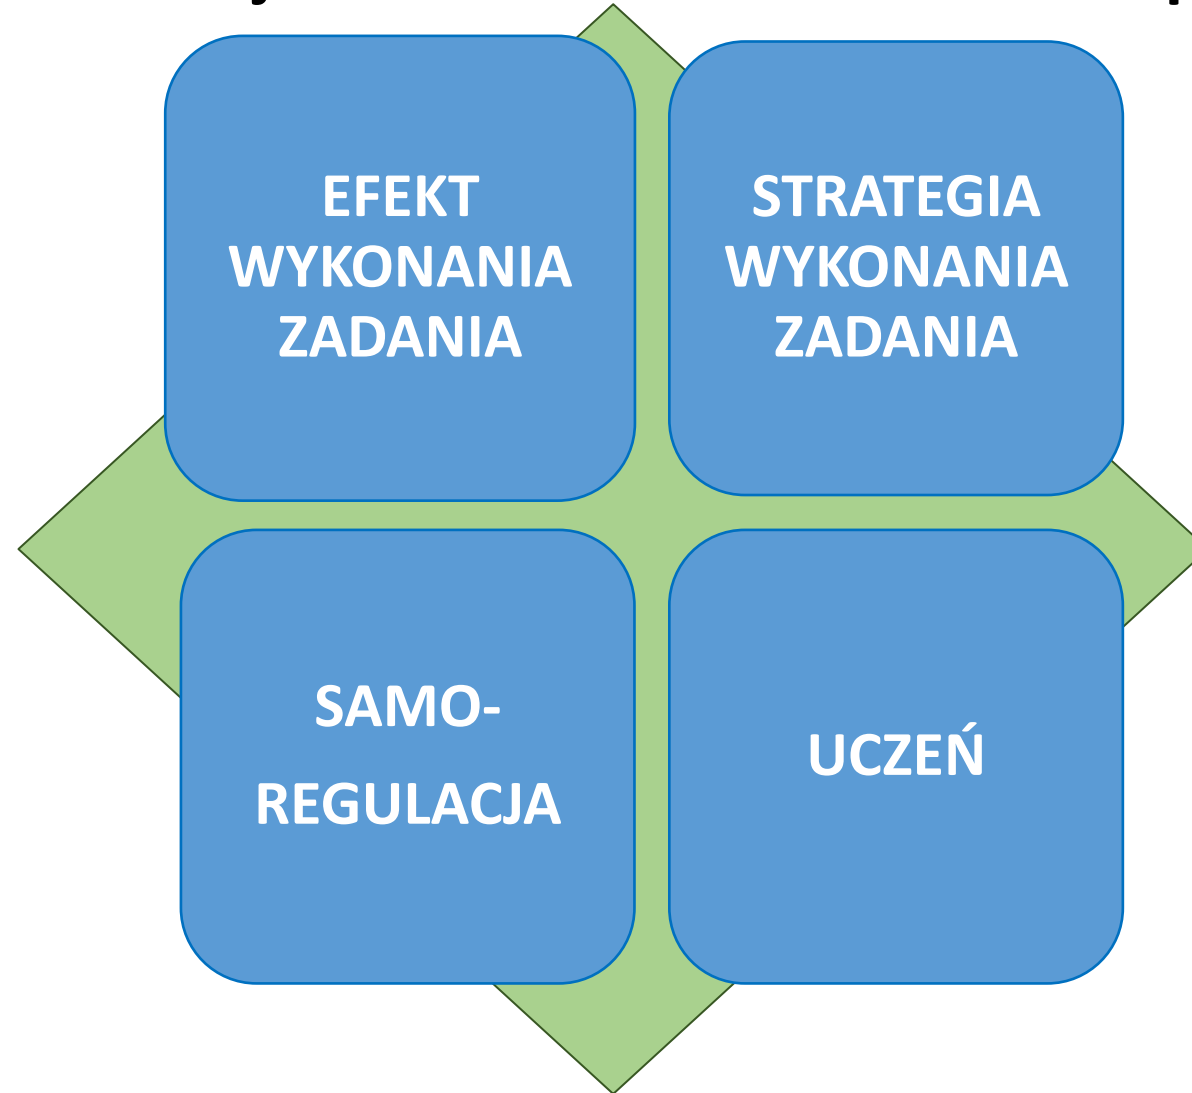 EFEKT
WYKONANIA
ZADANIA
STRATEGIA
WYKONANIA
ZADANIA
SAMO-
REGULACJA
UCZEŃ